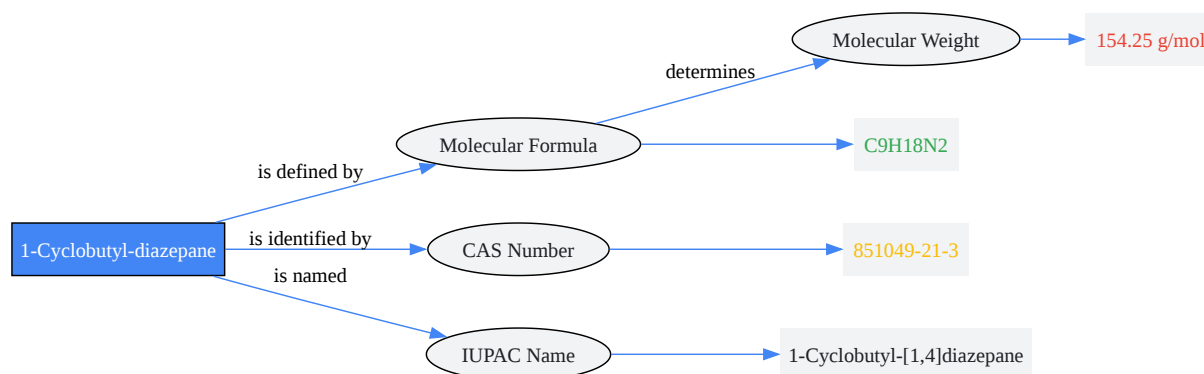 Molecular Weight
154.25 g/mol
determines
Molecular Formula
C9H18N2
is defined by
1-Cyclobutyl-diazepane
is identified by
CAS Number
851049-21-3
is named
IUPAC Name
1-Cyclobutyl-[1,4]diazepane